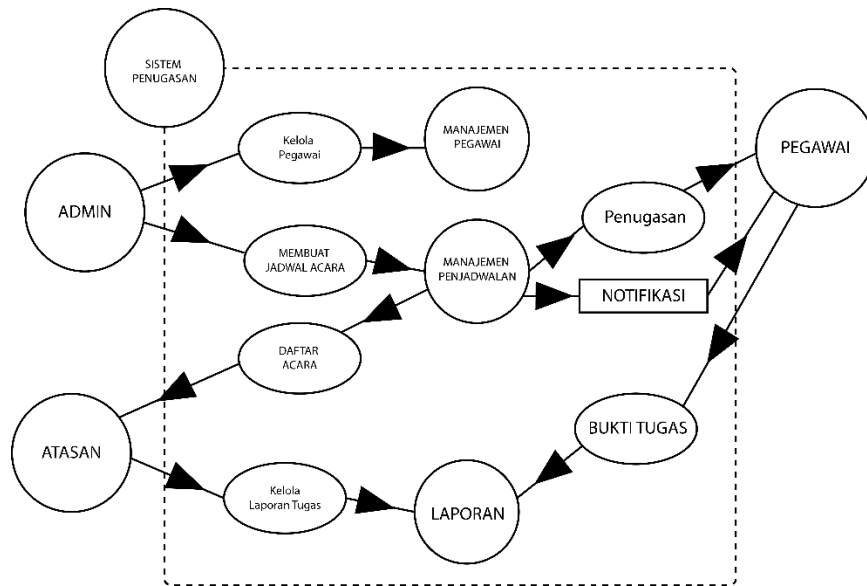 SISTEM
PENUGASAN
Kelola
Pegawai
MANAJEMEN
PEGAWAI
PEGAWAI
ADMIN
Penugasan
MEMBUAT
JADWAL ACARA
MANAJEMEN
PENJADWALAN
NOTIFIKASI
DAFTAR
ACARA
BUKTI TUGAS
ATASAN
Kelola
Laporan Tugas
LAPORAN